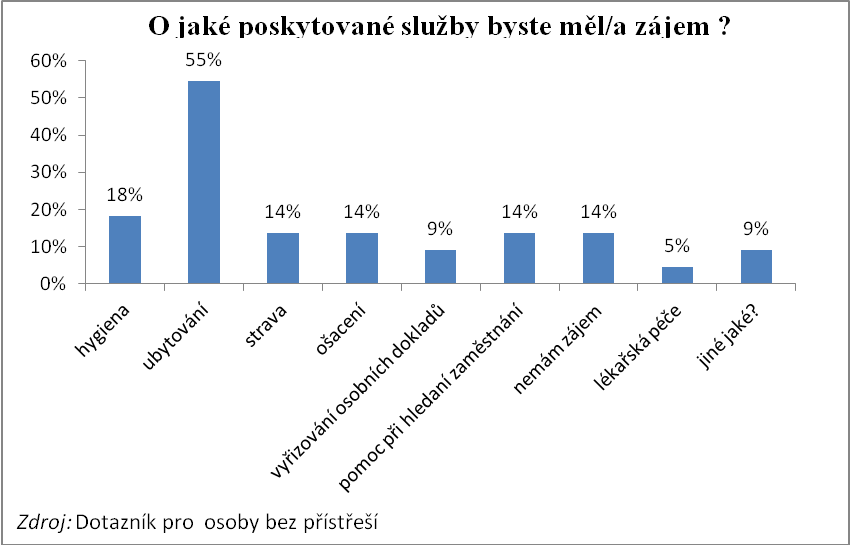 O jaké poskytované služby byste měl/a zájem ?
60%
50%
40%
30%
20%
10%
0%
18%
55%
14%
14%
9%
14%
14%
5%
9%
hygiena
ubytování
strava
ošacení
vyřizování osobních dokladů
pomoc při hledaní zaměstnání
nemám zájem
lékařská péče
jiné jaké?
Zdroj: Dotazník pro osoby bez přístřeší